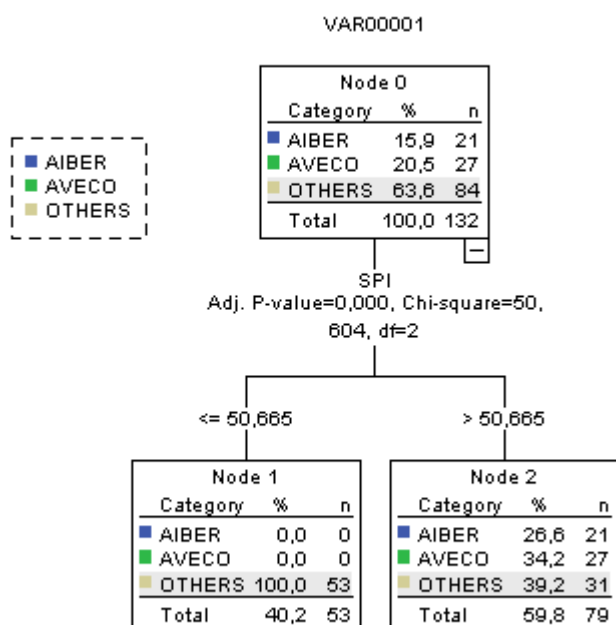 VAR00001
AIBER
AVECO
OTHERS
Node 0
Category % n
AIBER 15,9 21
AVECO 20,5 27
OTHERS 63,6 84
Total 100,0 132
SPI
Adj. P-value=0,000, Chi-square=50,
604, df=2
<= 50,665
> 50,665
Node 1
Category % n
AIBER 0,0 0
AVECO 0,0 0
OTHERS 100,0 53
Total 40,2 53
Node 2
Category % n
AIBER 26,6 21
AVECO 34,2 27
OTHERS 39,2 31
Total 59,8 79